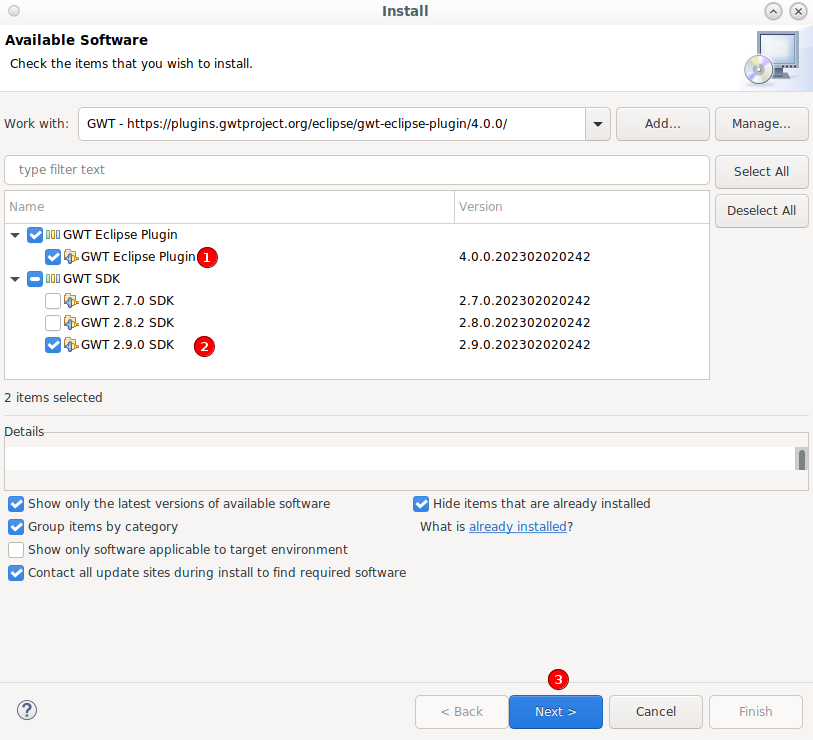 Install
Available Software
Check the items that you wish to install.
Work with: GWT - https://plugins.gwtproject.org/eclipse/gwt-eclipse-plugin/4.0.0/ Add... Manage...
type filter text Select All
Name Version Deselect All
GWT Eclipse Plugin
GWT Eclipse Plugin 1 4.0.0.202302020242
GWT SDK
GWT 2.7.0 SDK 2.7.0.202302020242
GWT 2.8.2 SDK 2.8.0.202302020242
GWT 2.9.0 SDK 2 2.9.0.202302020242
2 items selected
Details
Show only the latest versions of available software Hide items that are already installed
Group items by category What is already installed?
Show only software applicable to target environment
Contact all update sites during install to find required software
3
? < Back Next > Cancel Finish